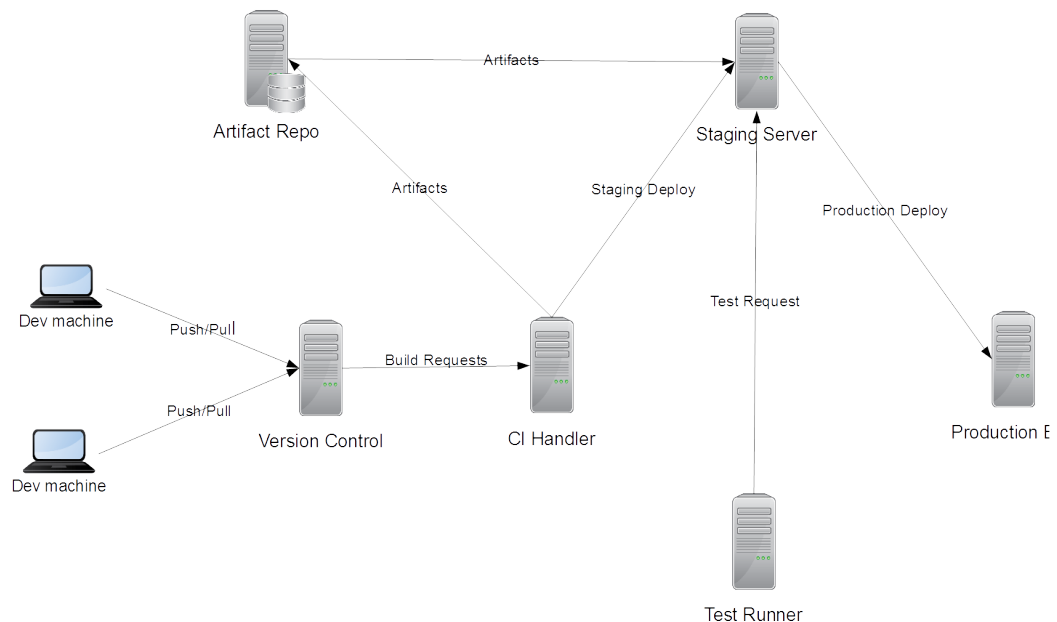 Artifacts
Artifact Repo
Staging Server
Artifacts
Staging Deploy
Production Deploy
Test Request
Dev machine
Push/Pull
Build Requests
Push/Pull
Version Control
CI Handler
Production
Dev machine
Test Runner